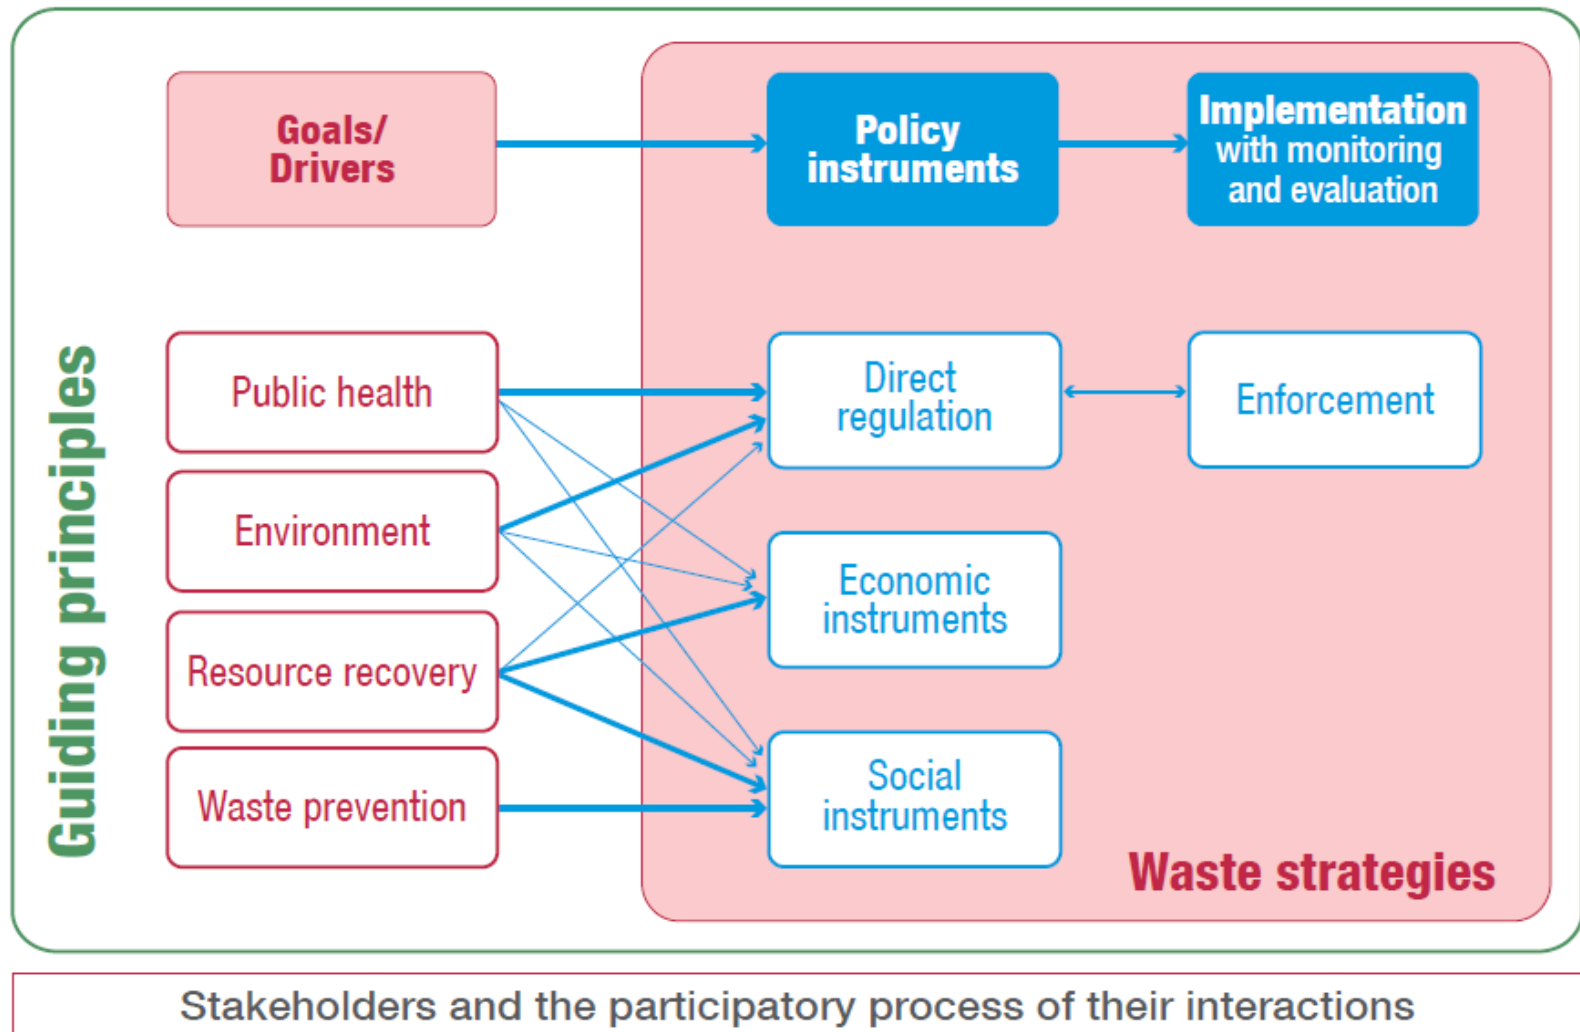 Goals/
Drivers
Policy
instruments
Implementation
with monitoring
and evaluation
Guiding principles
Public health
Environment
Resource recovery
Waste prevention
Direct
regulation
Economic
instruments
Social
instruments
Enforcement
Waste strategies
Stakeholders and the participatory process of their interactions